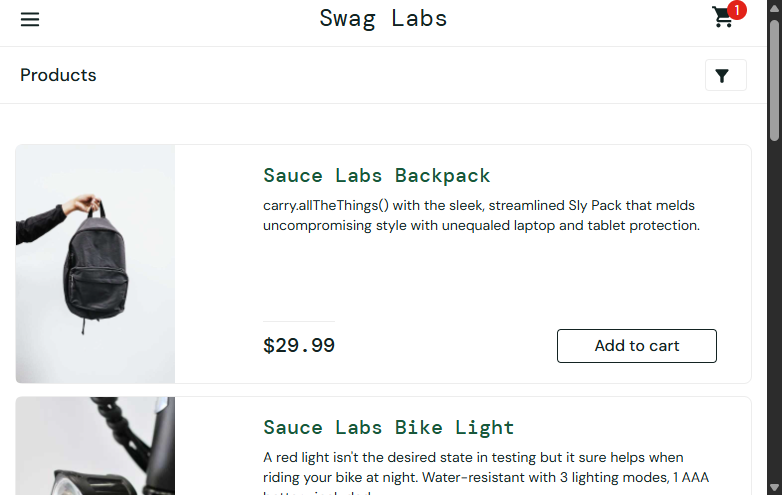 Swag Labs
1
Products
Sauce Labs Backpack
carry.allTheThings() with the sleek, streamlined Sly Pack that melds
uncompromising style with unequaled laptop and tablet protection.
$29.99
Add to cart
Sauce Labs Bike Light
A red light isn't the desired state in testing but it sure helps when
riding your bike at night. Water-resistant with 3 lighting modes, 1 AAA